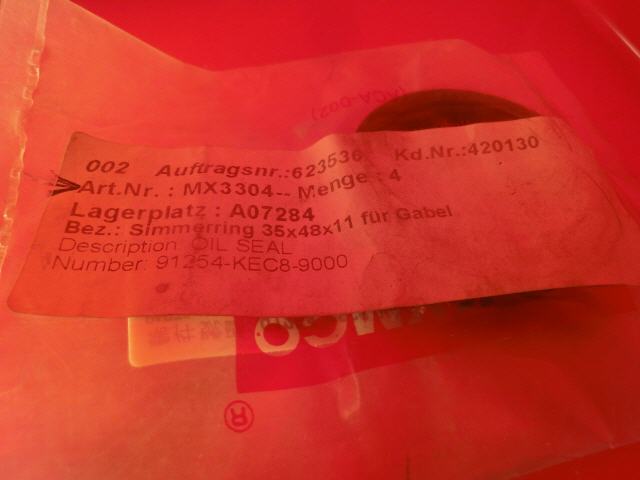 002 Auftragsnr.:623536 Kd.Nr.:420130
Art.Nr. : MX3304-- Menge : 4
Lagerplatz : A07284
Bez.: Simmerring 35x48x11 für Gabel
Description: OIL SEAL
Number: 91254-KEC8-9000
®